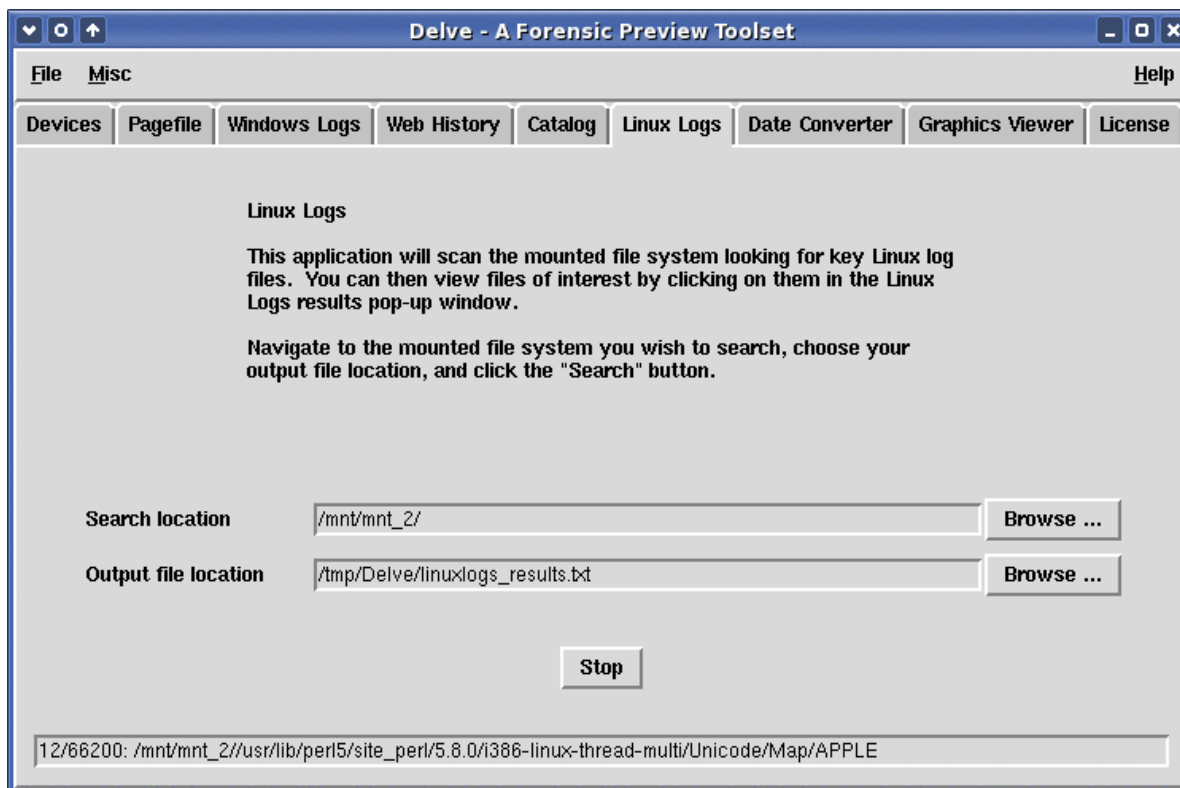 Delve - A Forensic Preview Toolset
File Misc Help
Devices Pagefile Windows Logs Web History Catalog Linux Logs Date Converter Graphics Viewer License
Linux Logs
This application will scan the mounted file system looking for key Linux log
files. You can then view files of interest by clicking on them in the Linux
Logs results pop-up window.
Navigate to the mounted file system you wish to search, choose your
output file location, and click the "Search" button.
Search location /mnt/mnt_2/ Browse ...
Output file location /tmp/Delve/linuxlogs_results.txt Browse ...
Stop
12/66200: /mnt/mnt_2//usr/lib/perl5/site_perl/5.8.0/i386-linux-thread-multi/Unicode/Map/APPLE